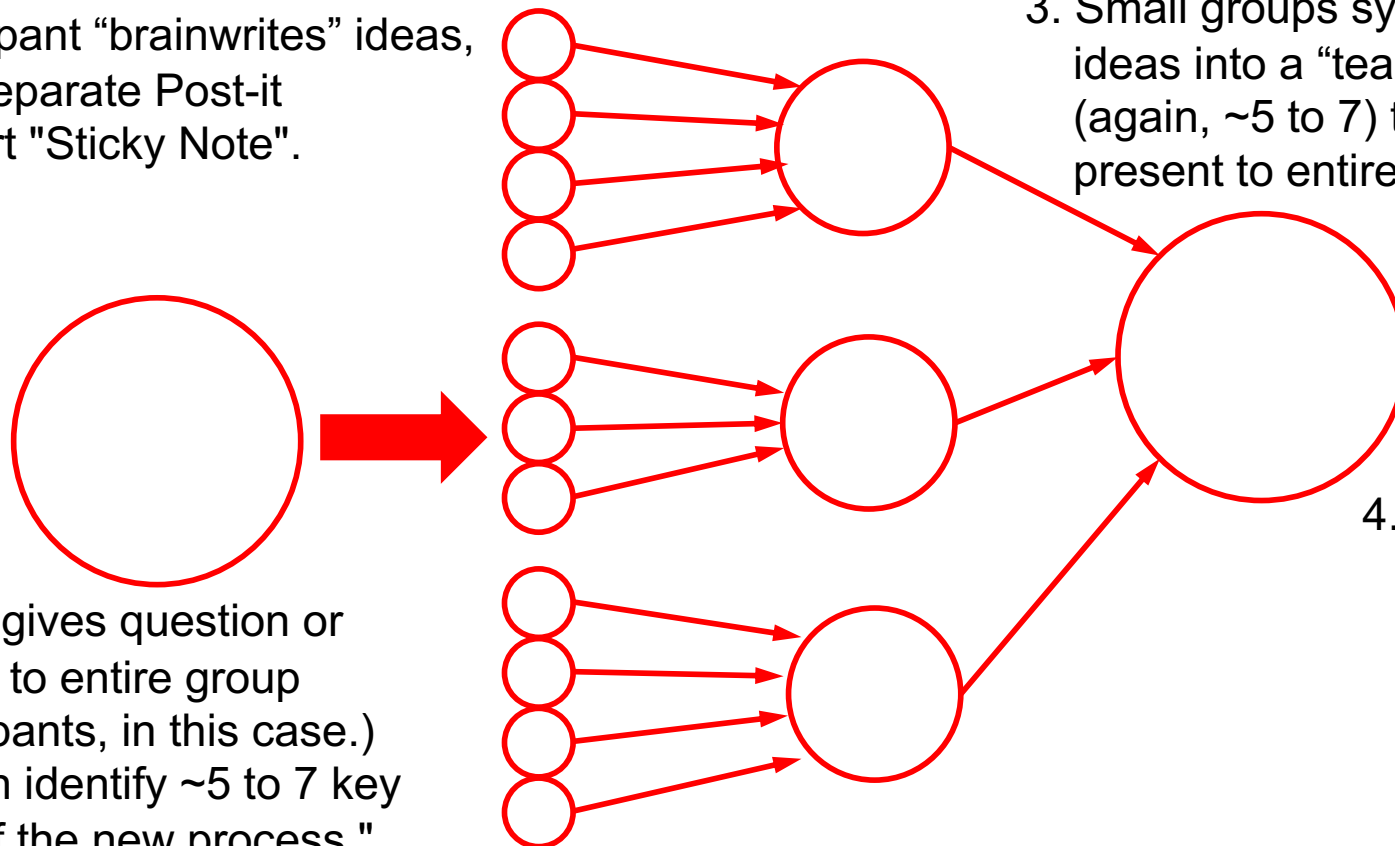 pant “brainwrites” ideas,
eparate Post-it
rt "Sticky Note".
3. Small groups sy
ideas into a “tea
(again, ~5 to 7) t
present to entire
4.
gives question or
to entire group
pants, in this case.)
n identify ~5 to 7 key
f the new process."